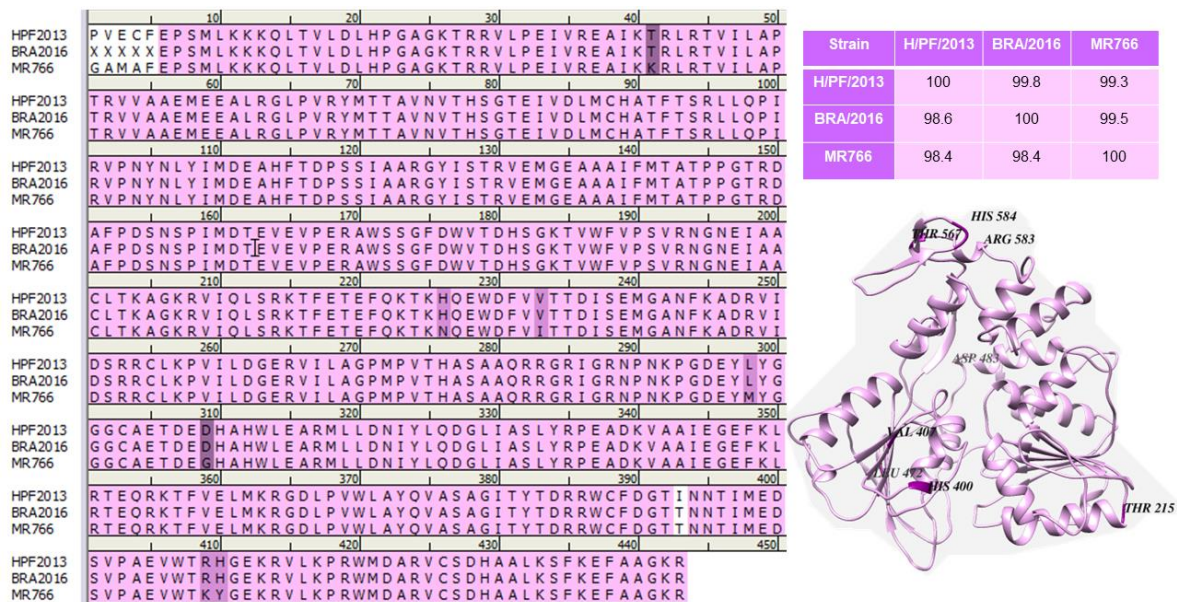 10 20 30 40 50
HPF2013 PVECFEPSMLKKKQLTVLDLHPGAGKTRRVLPEIVREAIKTRLRTVILAP
BRA2016 XXXXXEPSMLKKKQLTVLDLHPGAGKTRRVLPEIVREAIKTRLRTVILAP
MR766 GAMAFEPSMLKKKQLTVLDLHPGAGKTRRVLPEIVREAIKKRLRTVILAP
60 70 80 90 100
HPF2013 TRVVAAEMEEALRGLPVRYMTTAVNVTHSGTEIVDLMCHATFTSRLLQPI
BRA2016 TRVVAAEMEEALRGLPVRYMTTAVNVTHSGTEIVDLMCHATFTSRLLQPI
MR766 TRVVAAEMEEALRGLPVRYMTTAVNVTHSGTEIVDLMCHATFTSRLLQPI
110 120 130 140 150
HPF2013 RVPNYNLYIMDEAHFTDPSSIAARGYISTRVEMGEAAAIFMTATPPGTRD
BRA2016 RVPNYNLYIMDEAHFTDPSSIAARGYISTRVEMGEAAAIFMTATPPGTRD
MR766 RVPNYNLYIMDEAHFTDPSSIAARGYISTRVEMGEAAAIFMTATPPGTRD
160 170 180 190 200
HPF2013 AFPDSNSPIMDTEVEVPERAWSSGFDWVTDHSGKTVWFVPSVRNGNEIAA
BRA2016 AFPDSNSPIMDTEVEVPERAWSSGFDWVTDHSGKTVWFVPSVRNGNEIAA
MR766 AFPDSNSPIMDTEVEVPERAWSSGFDWVTDHSGKTVWFVPSVRNGNEIAA
210 220 230 240 250
HPF2013 CLTKAGKRVIQLSRKTFETEFQKTKHQEWDFVVTTDISEMGANFKADRVI
BRA2016 CLTKAGKRVIQLSRKTFETEFQKTKHQEWDFVVTTDISEMGANFKADRVI
MR766 CLTKAGKRVIQLSRKTFETEFQKTKNQEWDFVITTDISEMGANFKADRVI
260 270 280 290 300
HPF2013 DSRRCLKPVILDGERVILAGPMPVTHASAAQRRGRIGRNPNKPGDEYLYG
BRA2016 DSRRCLKPVILDGERVILAGPMPVTHASAAQRRGRIGRNPNKPGDEYLYG
MR766 DSRRCLKPVILDGERVILAGPMPVTHASAAQRRGRIGRNPNKPGDEYMYG
310 320 330 340 350
HPF2013 GGCAETDEDHAHWLEARMLLDNIYLQDGLIASLYRPEADKVAAIEGEFKL
BRA2016 GGCAETDEDHAHWLEARMLLDNIYLQDGLIASLYRPEADKVAAIEGEFKL
MR766 GGCAETDEGHAHWLEARMLLDNIYLQDGLIASLYRPEADKVAAIEGEFKL
360 370 380 390 400
HPF2013 RTEQRKTFVELMKRGDLPVWLAYQVASAGITYTDRRWCFDGTINNTIMED
BRA2016 RTEQRKTFVELMKRGDLPVWLAYQVASAGITYTDRRWCFDGTTNNTIMED
MR766 RTEQRKTFVELMKRGDLPVWLAYQVASAGITYTDRRWCFDGTTNNTIMED
410 420 430 440 450
HPF2013 SVPAEVWTRHGEKRVLKPRWMDARVCSDHAALKSFKEFAAGKR
BRA2016 SVPAEVWTRHGEKRVLKPRWMDARVCSDHAALKSFKEFAAGKR
MR766 SVPAEVWTKYGEKRVLKPRWMDARVCSDHAALKSFKEFAAGKR
Strain H/PF/2013 BRA/2016 MR766
H/PF/2013 100 99.8 99.3
BRA/2016 98.6 100 99.5
MR766 98.4 98.4 100
HIS 584
THR 567
ARG 583
ASP 483
VAL 407
LEU 472
HIS 400
THR 215